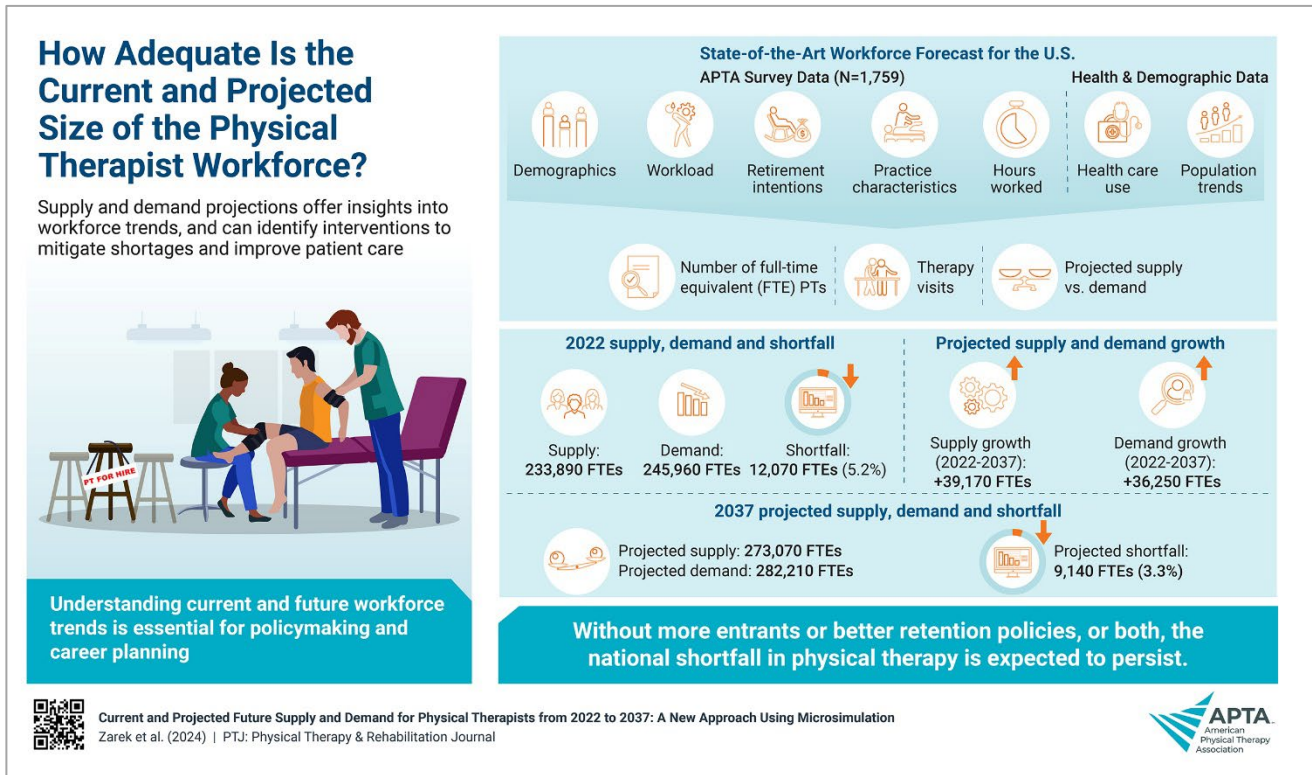 How Adequate Is the
Current and Projected
Size of the Physical
Therapist Workforce?
Supply and demand projections offer insights into
workforce trends, and can identify interventions to
mitigate shortages and improve patient care
PT FOR HIRE
Understanding current and future workforce
trends is essential for policymaking and
career planning
State-of-the-Art Workforce Forecast for the U.S.
APTA Survey Data (N=1,759)
Health & Demographic Data
Demographics
Workload
Retirement
intentions
Practice
characteristics
Hours
worked
Health care
use
Population
trends
Number of full-time
equivalent (FTE) PTs
Therapy
visits
Projected supply
vs. demand
2022 supply, demand and shortfall
Supply:
233,890 FTEs
Demand:
245,960 FTEs
Shortfall:
12,070 FTEs (5.2%)
Projected supply and demand growth
Supply growth
(2022-2037):
+39,170 FTEs
Demand growth
(2022-2037):
+36,250 FTEs
2037 projected supply, demand and shortfall
Projected supply: 273,070 FTEs
Projected demand: 282,210 FTEs
Projected shortfall:
9,140 FTEs (3.3%)
Without more entrants or better retention policies, or both, the
national shortfall in physical therapy is expected to persist.
Current and Projected Future Supply and Demand for Physical Therapists from 2022 to 2037: A New Approach Using Microsimulation
Zarek et al. (2024) | PTJ: Physical Therapy & Rehabilitation Journal
APTA
American
Physical Therapy
Association